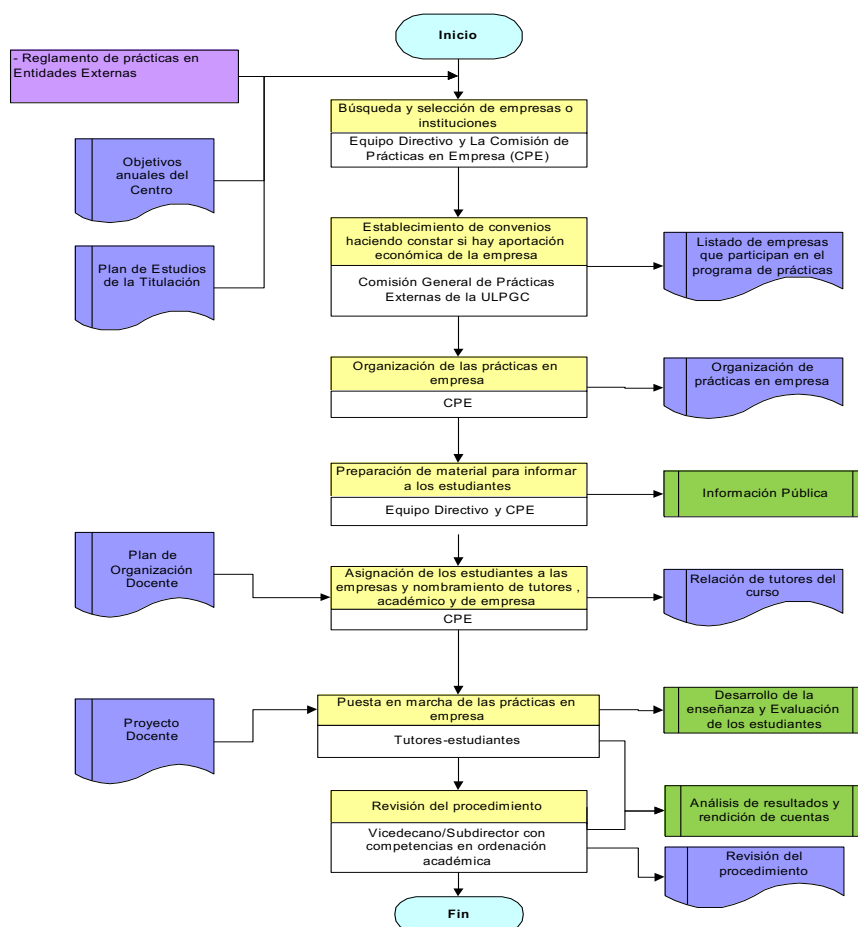 Inicio
- Reglamento de prácticas en
Entidades Externas
Búsqueda y selección de empresas o
instituciones
Equipo Directivo y La Comisión de
Prácticas en Empresa (CPE)
Objetivos
anuales del
Centro
Establecimiento de convenios
haciendo constar si hay aportación
económica de la empresa
Comisión General de Prácticas
Externas de la ULPGC
Listado de empresas
que participan en el
programa de prácticas
Plan de Estudios
de la Titulación
Organización de las prácticas en
empresa
CPE
Organización de
prácticas en empresa
Preparación de material para informar
a los estudiantes
Equipo Directivo y CPE
Información Pública
Plan de
Organización
Docente
Asignación de los estudiantes a las
empresas y nombramiento de tutores ,
académico y de empresa
CPE
Relación de tutores del
curso
Proyecto
Docente
Puesta en marcha de las prácticas en
empresa
Tutores-estudiantes
Desarrollo de la
enseñanza y Evaluación
de los estudiantes
Revisión del procedimiento
Vicedecano/Subdirector con
competencias en ordenación
académica
Análisis de resultados y
rendición de cuentas
Revisión del
procedimiento
Fin